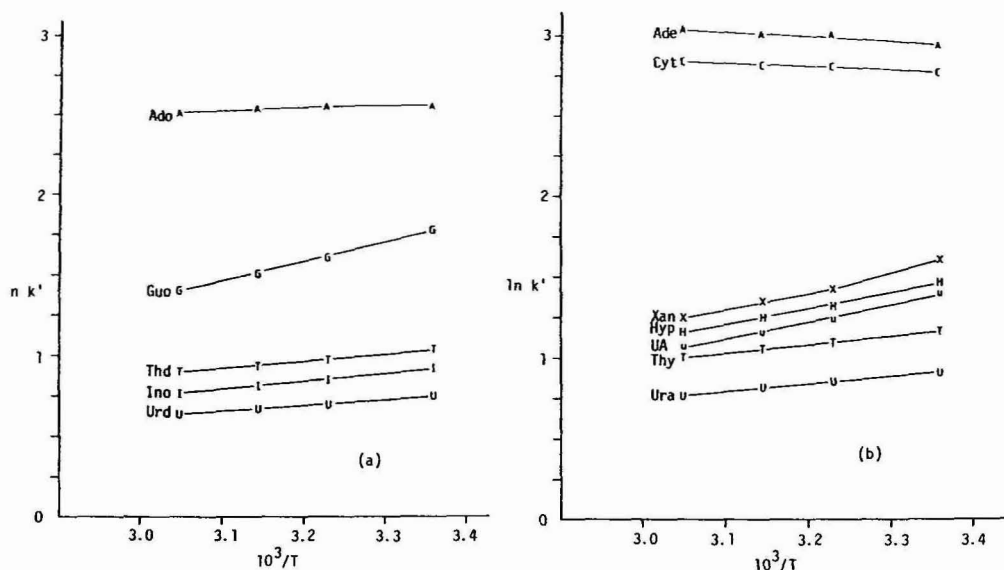 3
2
1
0
n k'
Ado A A A A
Guo G G G G
Thd T T T T
Ino I I I I
Urd U U U U
(a)
3.0 3.1 3.2 3.3 3.4
10³/T
3
2
1
0
ln k'
Ade A A A A
Cyt C C C C
Xan X X X X
Hyp H H H H
UA u u u u
Thy T T T T
Ura U U U U
(b)
3.0 3.1 3.2 3.3 3.4
10³/T